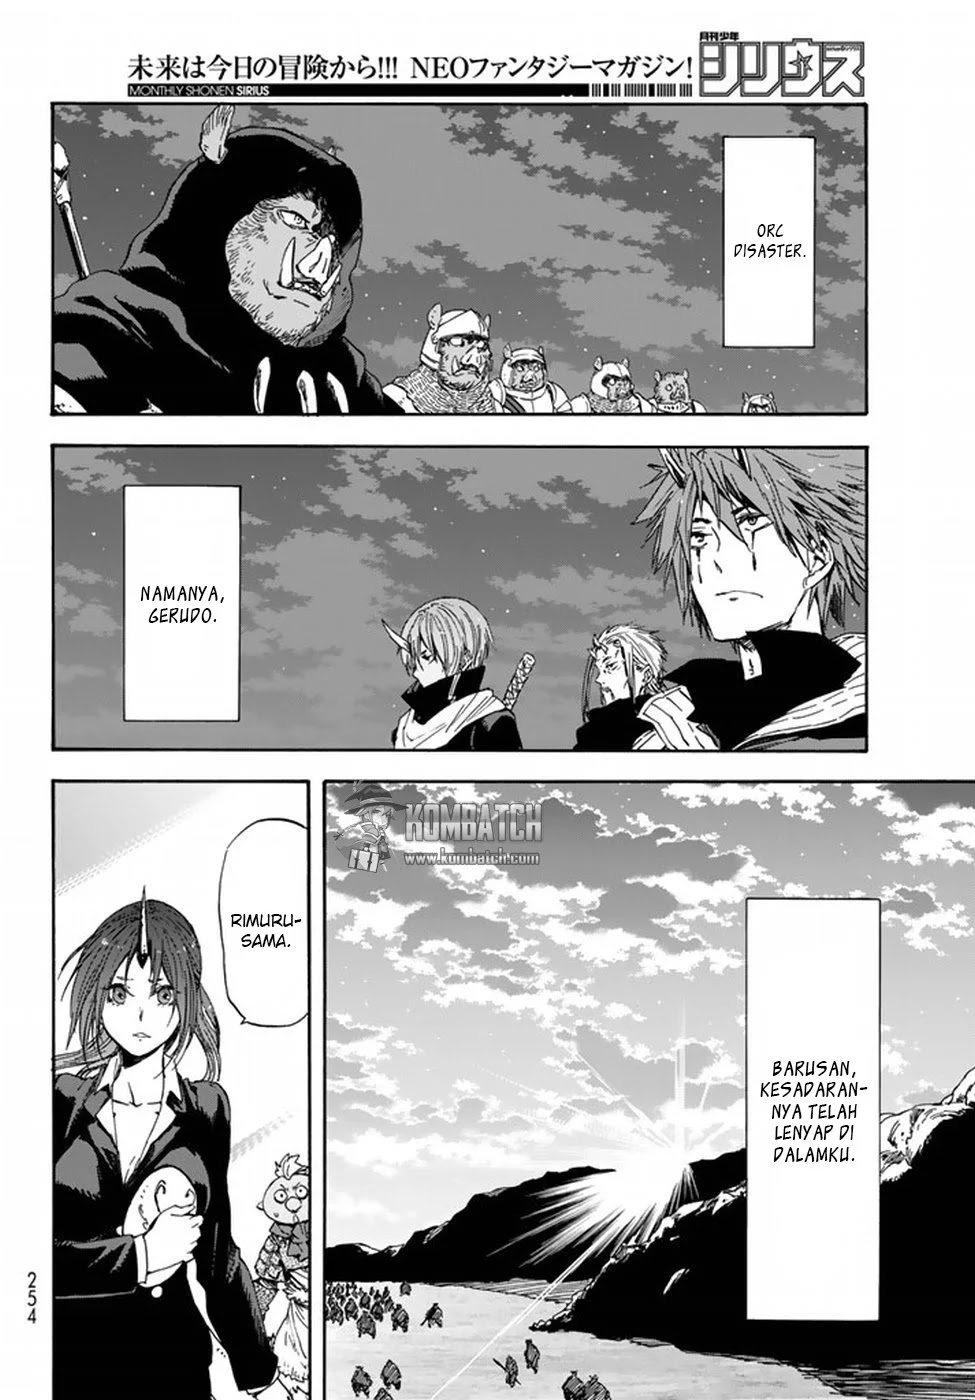 未来は今日の冒険から!!! NEOファンタジーマガジン!
月刊少年
シリウス
MONTHLY SHONEN SIRIUS
ORC
DISASTER.
NAMANYA,
GERUDO.
KOMBATCH
www.kombatch.com
RIMURU-
SAMA.
BARUSAN,
KESADARAN-
NYA TELAH
LENYAP DI
DALAMKU.
254